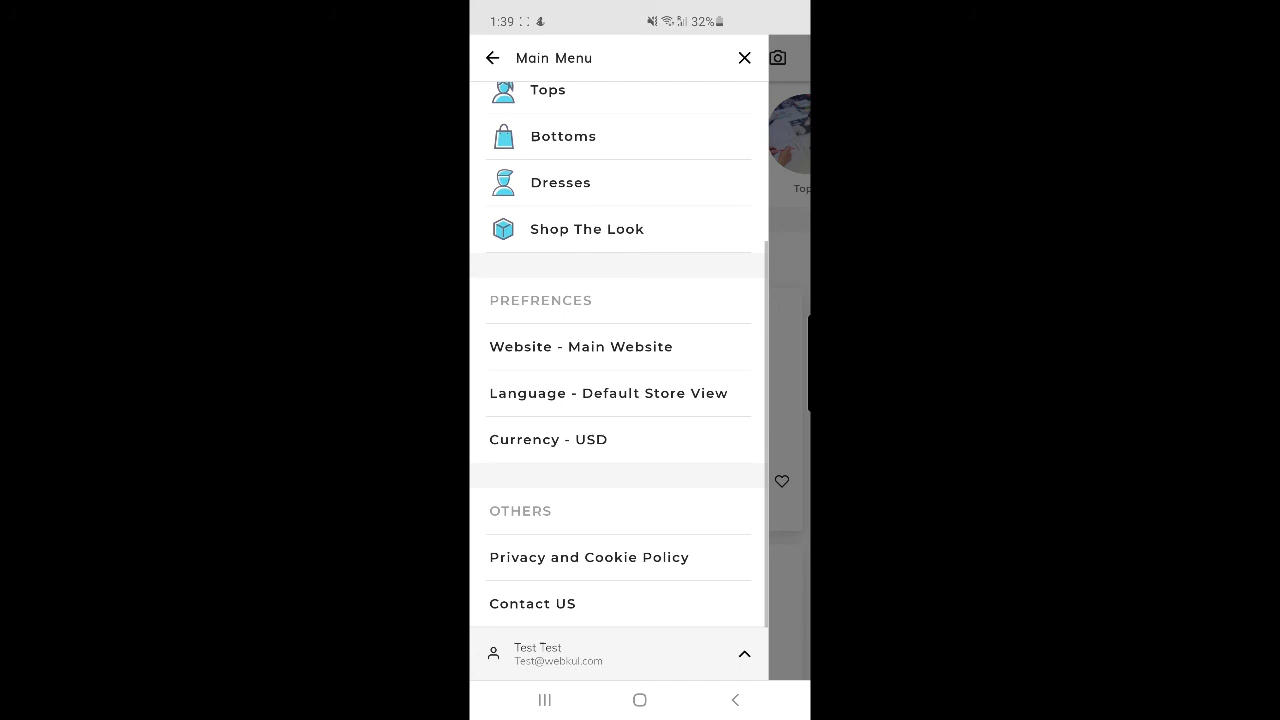 1:39 32%
Main Menu
Tops
Bottoms
Dresses
Shop The Look
PREFRENCES
Website - Main Website
Language - Default Store View
Currency - USD
OTHERS
Privacy and Cookie Policy
Contact US
Test Test
Test@webkul.com
Top